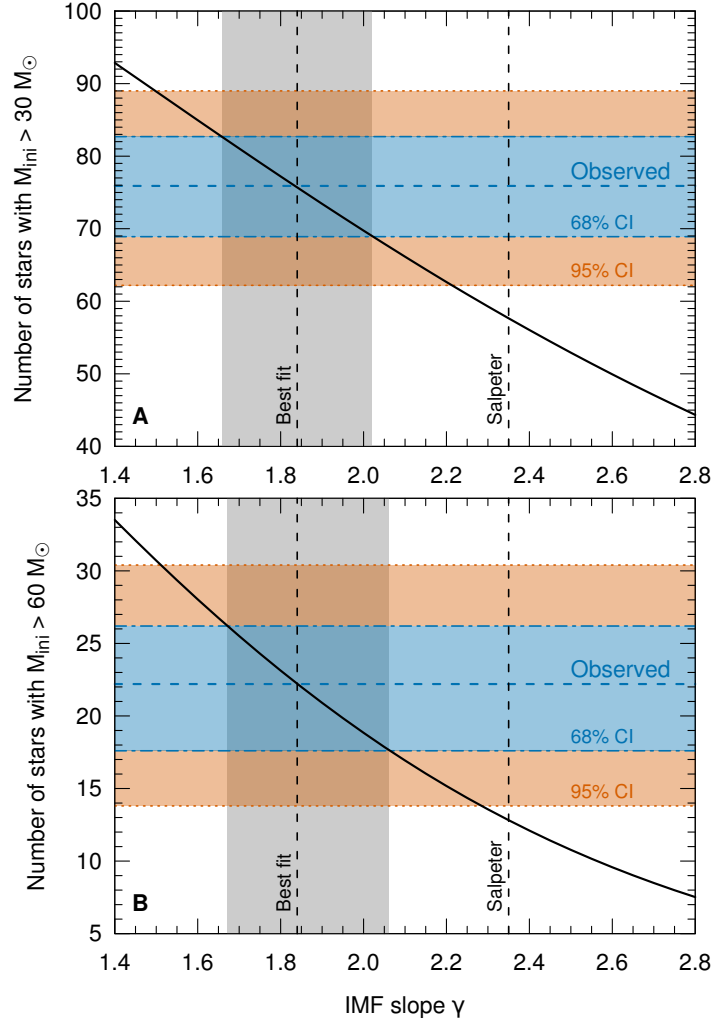 100
90
80
70
60
50
40
Number of stars with M_ini > 30 M_☉
Observed
68% CI
95% CI
Best fit
Salpeter
A
1.4 1.6 1.8 2.0 2.2 2.4 2.6 2.8
35
30
25
20
15
10
5
Number of stars with M_ini > 60 M_☉
Observed
68% CI
95% CI
Best fit
Salpeter
B
1.4 1.6 1.8 2.0 2.2 2.4 2.6 2.8
IMF slope γ